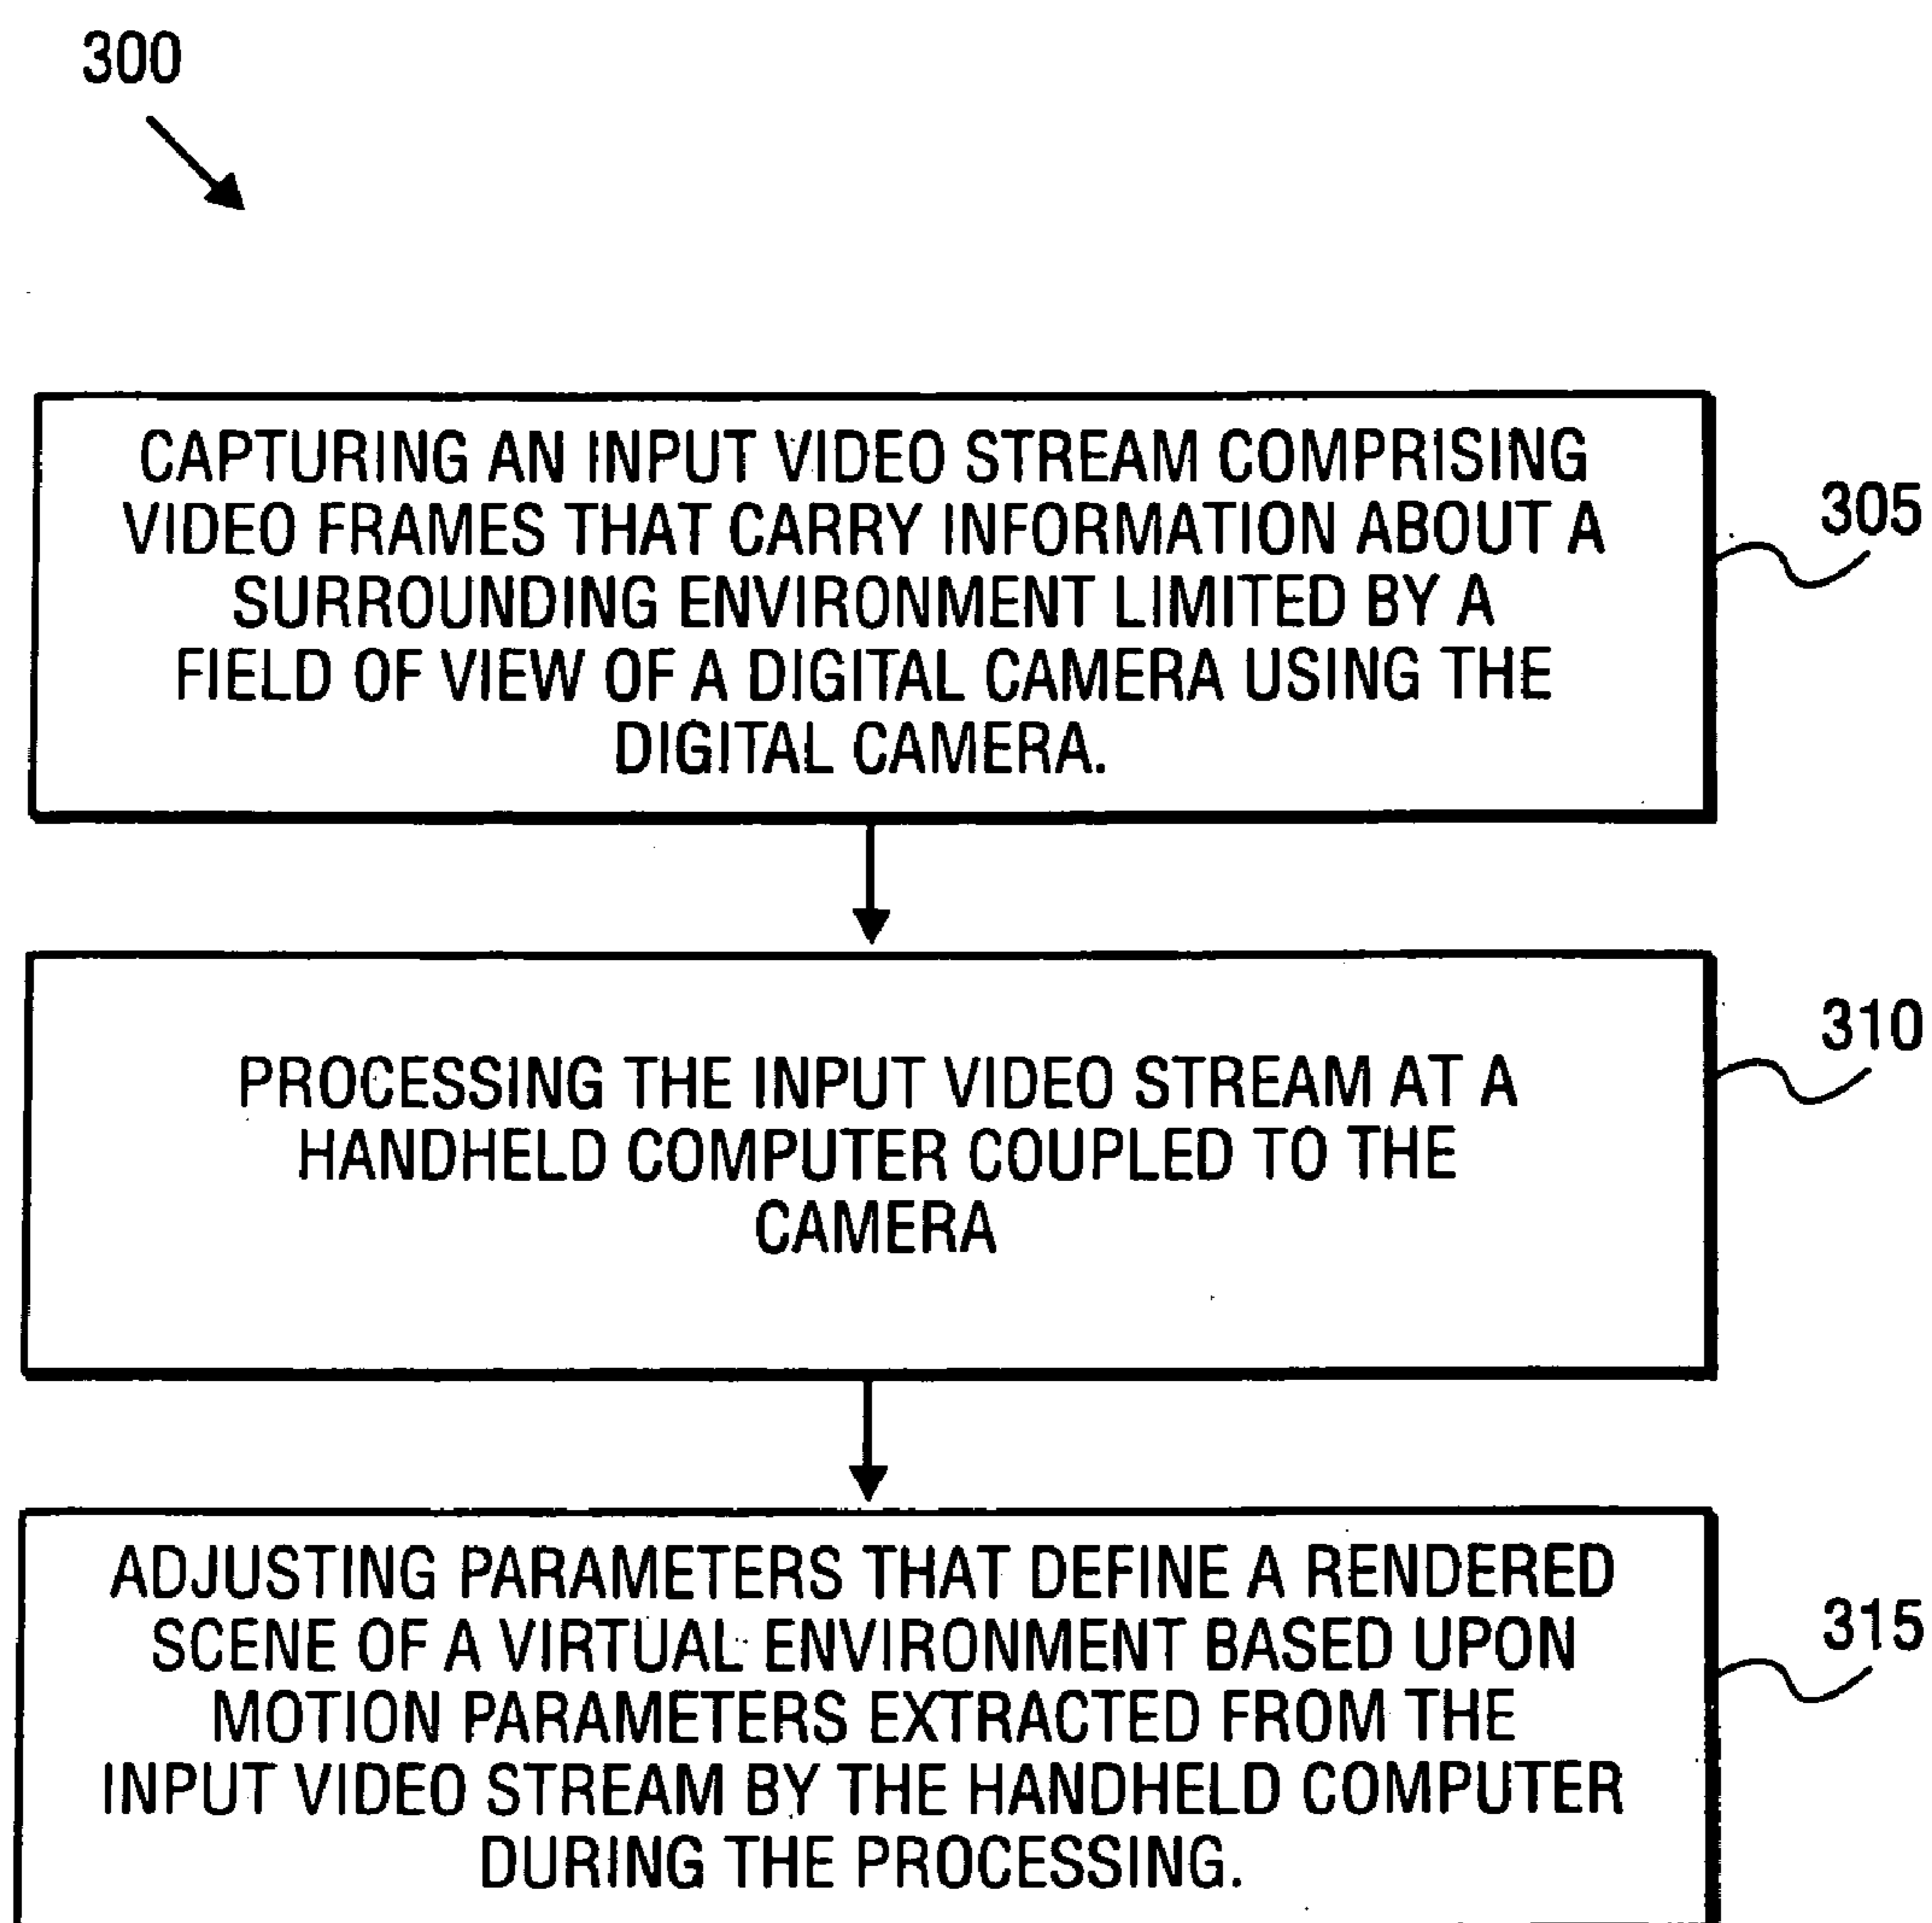 300
CAPTURING AN INPUT VIDEO STREAM COMPRISING
VIDEO FRAMES THAT CARRY INFORMATION ABOUT A
SURROUNDING ENVIRONMENT LIMITED BY A
FIELD OF VIEW OF A DIGITAL CAMERA USING THE
DIGITAL CAMERA.
305
PROCESSING THE INPUT VIDEO STREAM AT A
HANDHELD COMPUTER COUPLED TO THE
CAMERA
310
ADJUSTING PARAMETERS THAT DEFINE A RENDERED
SCENE OF A VIRTUAL ENVIRONMENT BASED UPON
MOTION PARAMETERS EXTRACTED FROM THE
INPUT VIDEO STREAM BY THE HANDHELD COMPUTER
DURING THE PROCESSING.
315